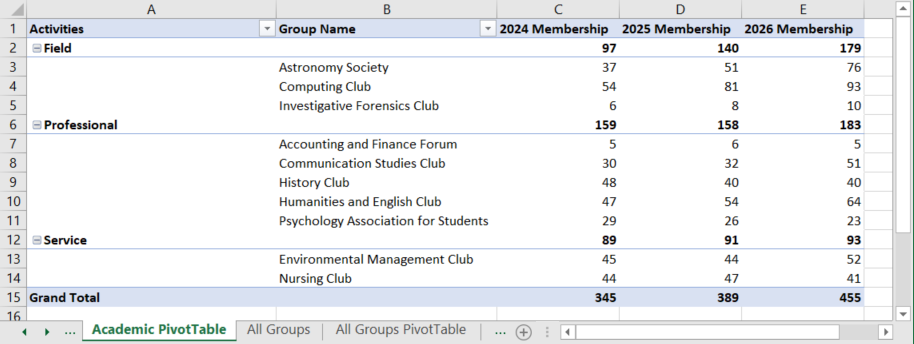 A B C D E
1 Activities Group Name 2024 Membership 2025 Membership 2026 Membership
2 Field 97 140 179
3 Astronomy Society 37 51 76
4 Computing Club 54 81 93
5 Investigative Forensics Club 6 8 10
6 Professional 159 158 183
7 Accounting and Finance Forum 5 6 5
8 Communication Studies Club 30 32 51
9 History Club 48 40 40
10 Humanities and English Club 47 54 64
11 Psychology Association for Students 29 26 23
12 Service 89 91 93
13 Environmental Management Club 45 44 52
14 Nursing Club 44 47 41
15 Grand Total 345 389 455
16
... Academic PivotTable All Groups All Groups PivotTable ...